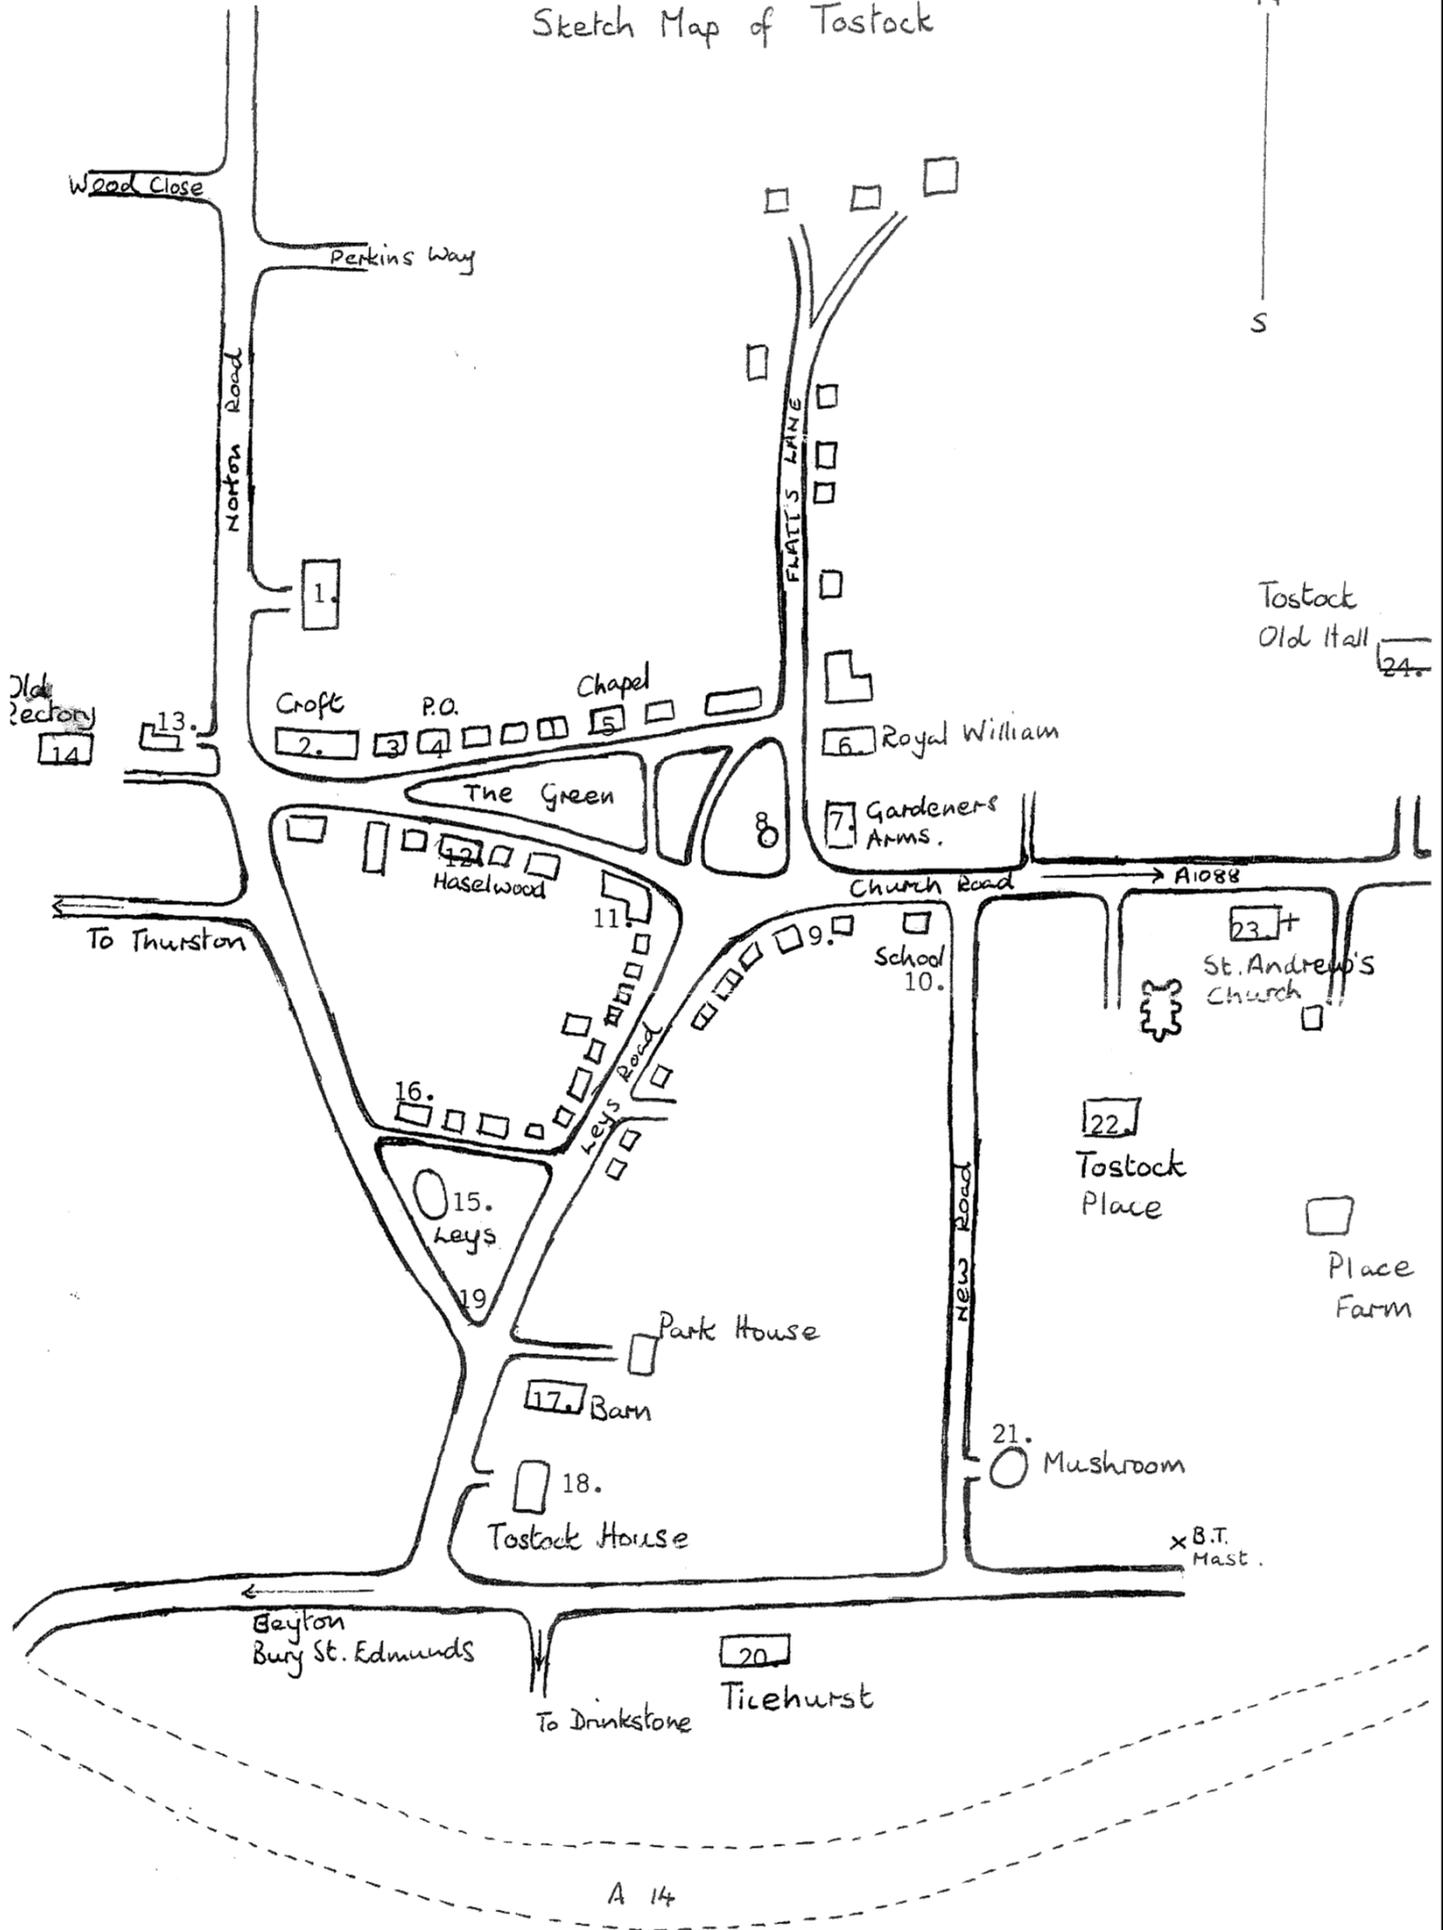 Sketch Map of Tostock
N
S
Wood Close
Perkins Way
Norton Road
FLATT'S LANE
1.
Tostock
Old Hall
24.
Old
Rectory
14
13.
Croft
2.
3
P.O.
4
Chapel
5
6.
Royal William
The Green
8
7.
Gardeners
Arms.
12.
Haselwood
11.
Church Road
A1088
To Thurston
9.
School
10.
23.
St. Andrew's
Church
Leys Road
16.
15.
Leys
19
22.
Tostock
Place
New Road
Place
Farm
Park House
17.
Barn
18.
Tostock House
21.
Mushroom
B.T.
Mast.
Beyton
Bury St. Edmunds
To Drinkstone
20.
Ticehurst
A 14